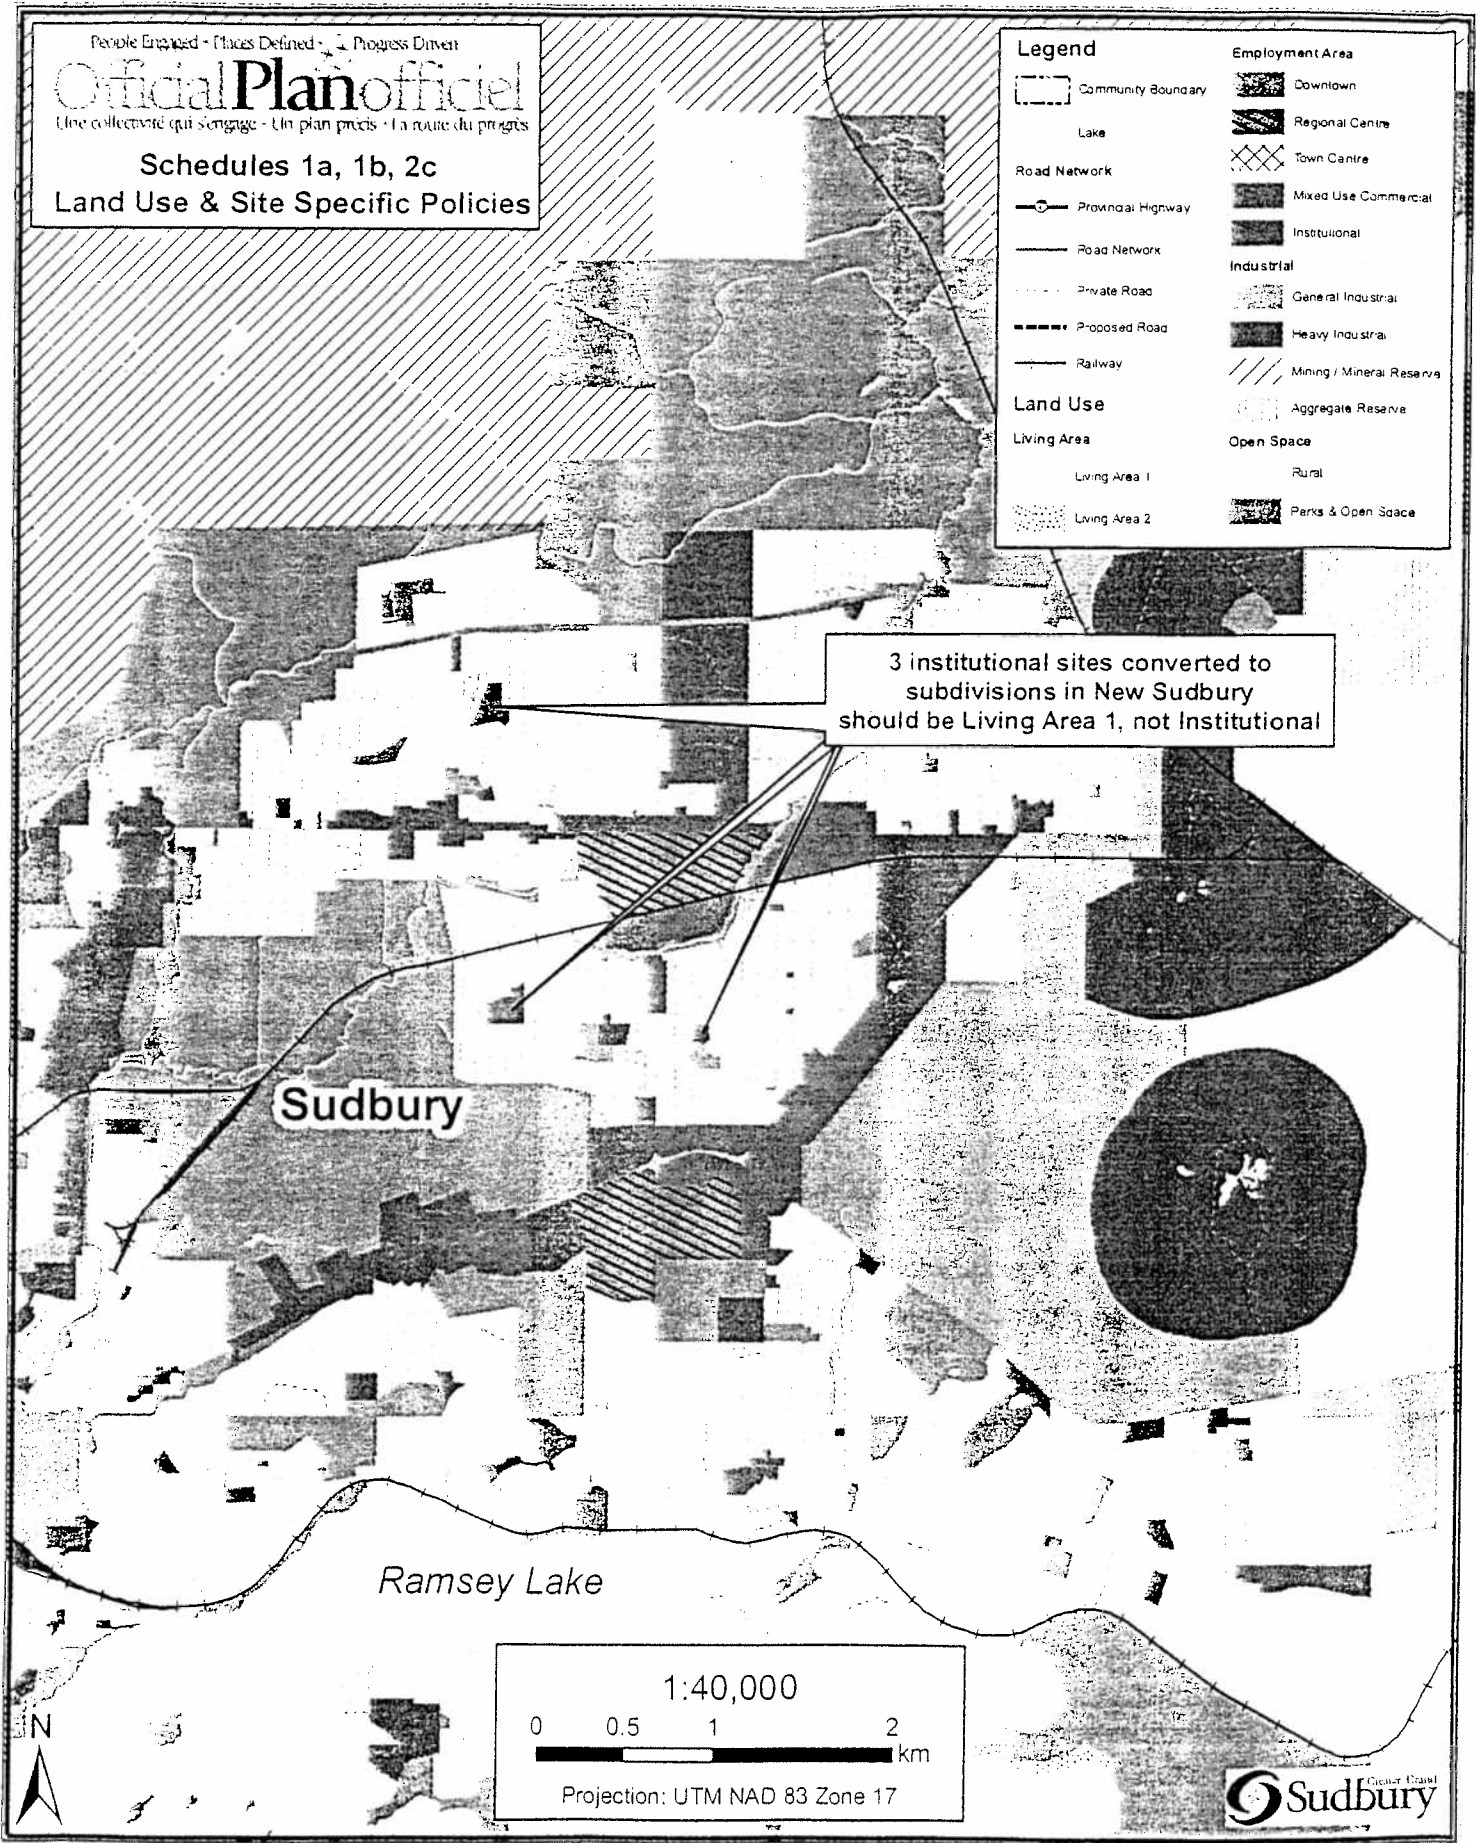 People Engaged - Places Defined - Progress Driven
Official Plan officiel
Une collectivité qui s'engage - Un plan précis - La route du progrès
Schedules 1a, 1b, 2c
Land Use & Site Specific Policies
Legend
Community Boundary
Lake
Road Network
Provincial Highway
Road Network
Private Road
Proposed Road
Railway
Land Use
Living Area
Living Area 1
Living Area 2
Employment Area
Downtown
Regional Centre
Town Centre
Mixed Use Commercial
Institutional
Industrial
General Industrial
Heavy Industrial
Mining / Mineral Reserve
Aggregate Reserve
Open Space
Rural
Parks & Open Space
3 institutional sites converted to
subdivisions in New Sudbury
should be Living Area 1, not Institutional
Sudbury
Ramsey Lake
1:40,000
0 0.5 1 2
km
Projection: UTM NAD 83 Zone 17
N
Greater Grand
Sudbury